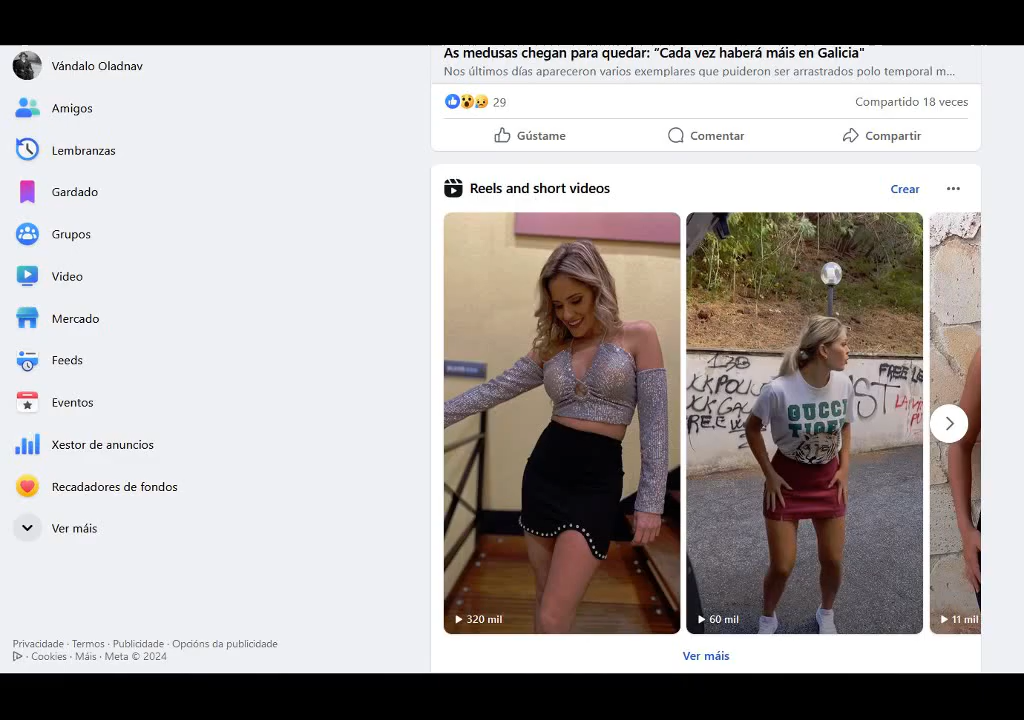 Vándalo Oladnav
Amigos
Lembranzas
Gardado
Grupos
Video
Mercado
Feeds
Eventos
Xestor de anuncios
Recadadores de fondos
Ver máis
Privacidade · Termos · Publicidade · Opcións da publicidade
· Cookies · Máis · Meta © 2024
As medusas chegan para quedar: “Cada vez haberá máis en Galicia"
Nos últimos días apareceron varios exemplares que puideron ser arrastrados polo temporal m...
29
Compartido 18 veces
Gústame
Comentar
Compartir
Reels and short videos
Crear
GUCCI
320 mil
60 mil
11 mil
Ver máis